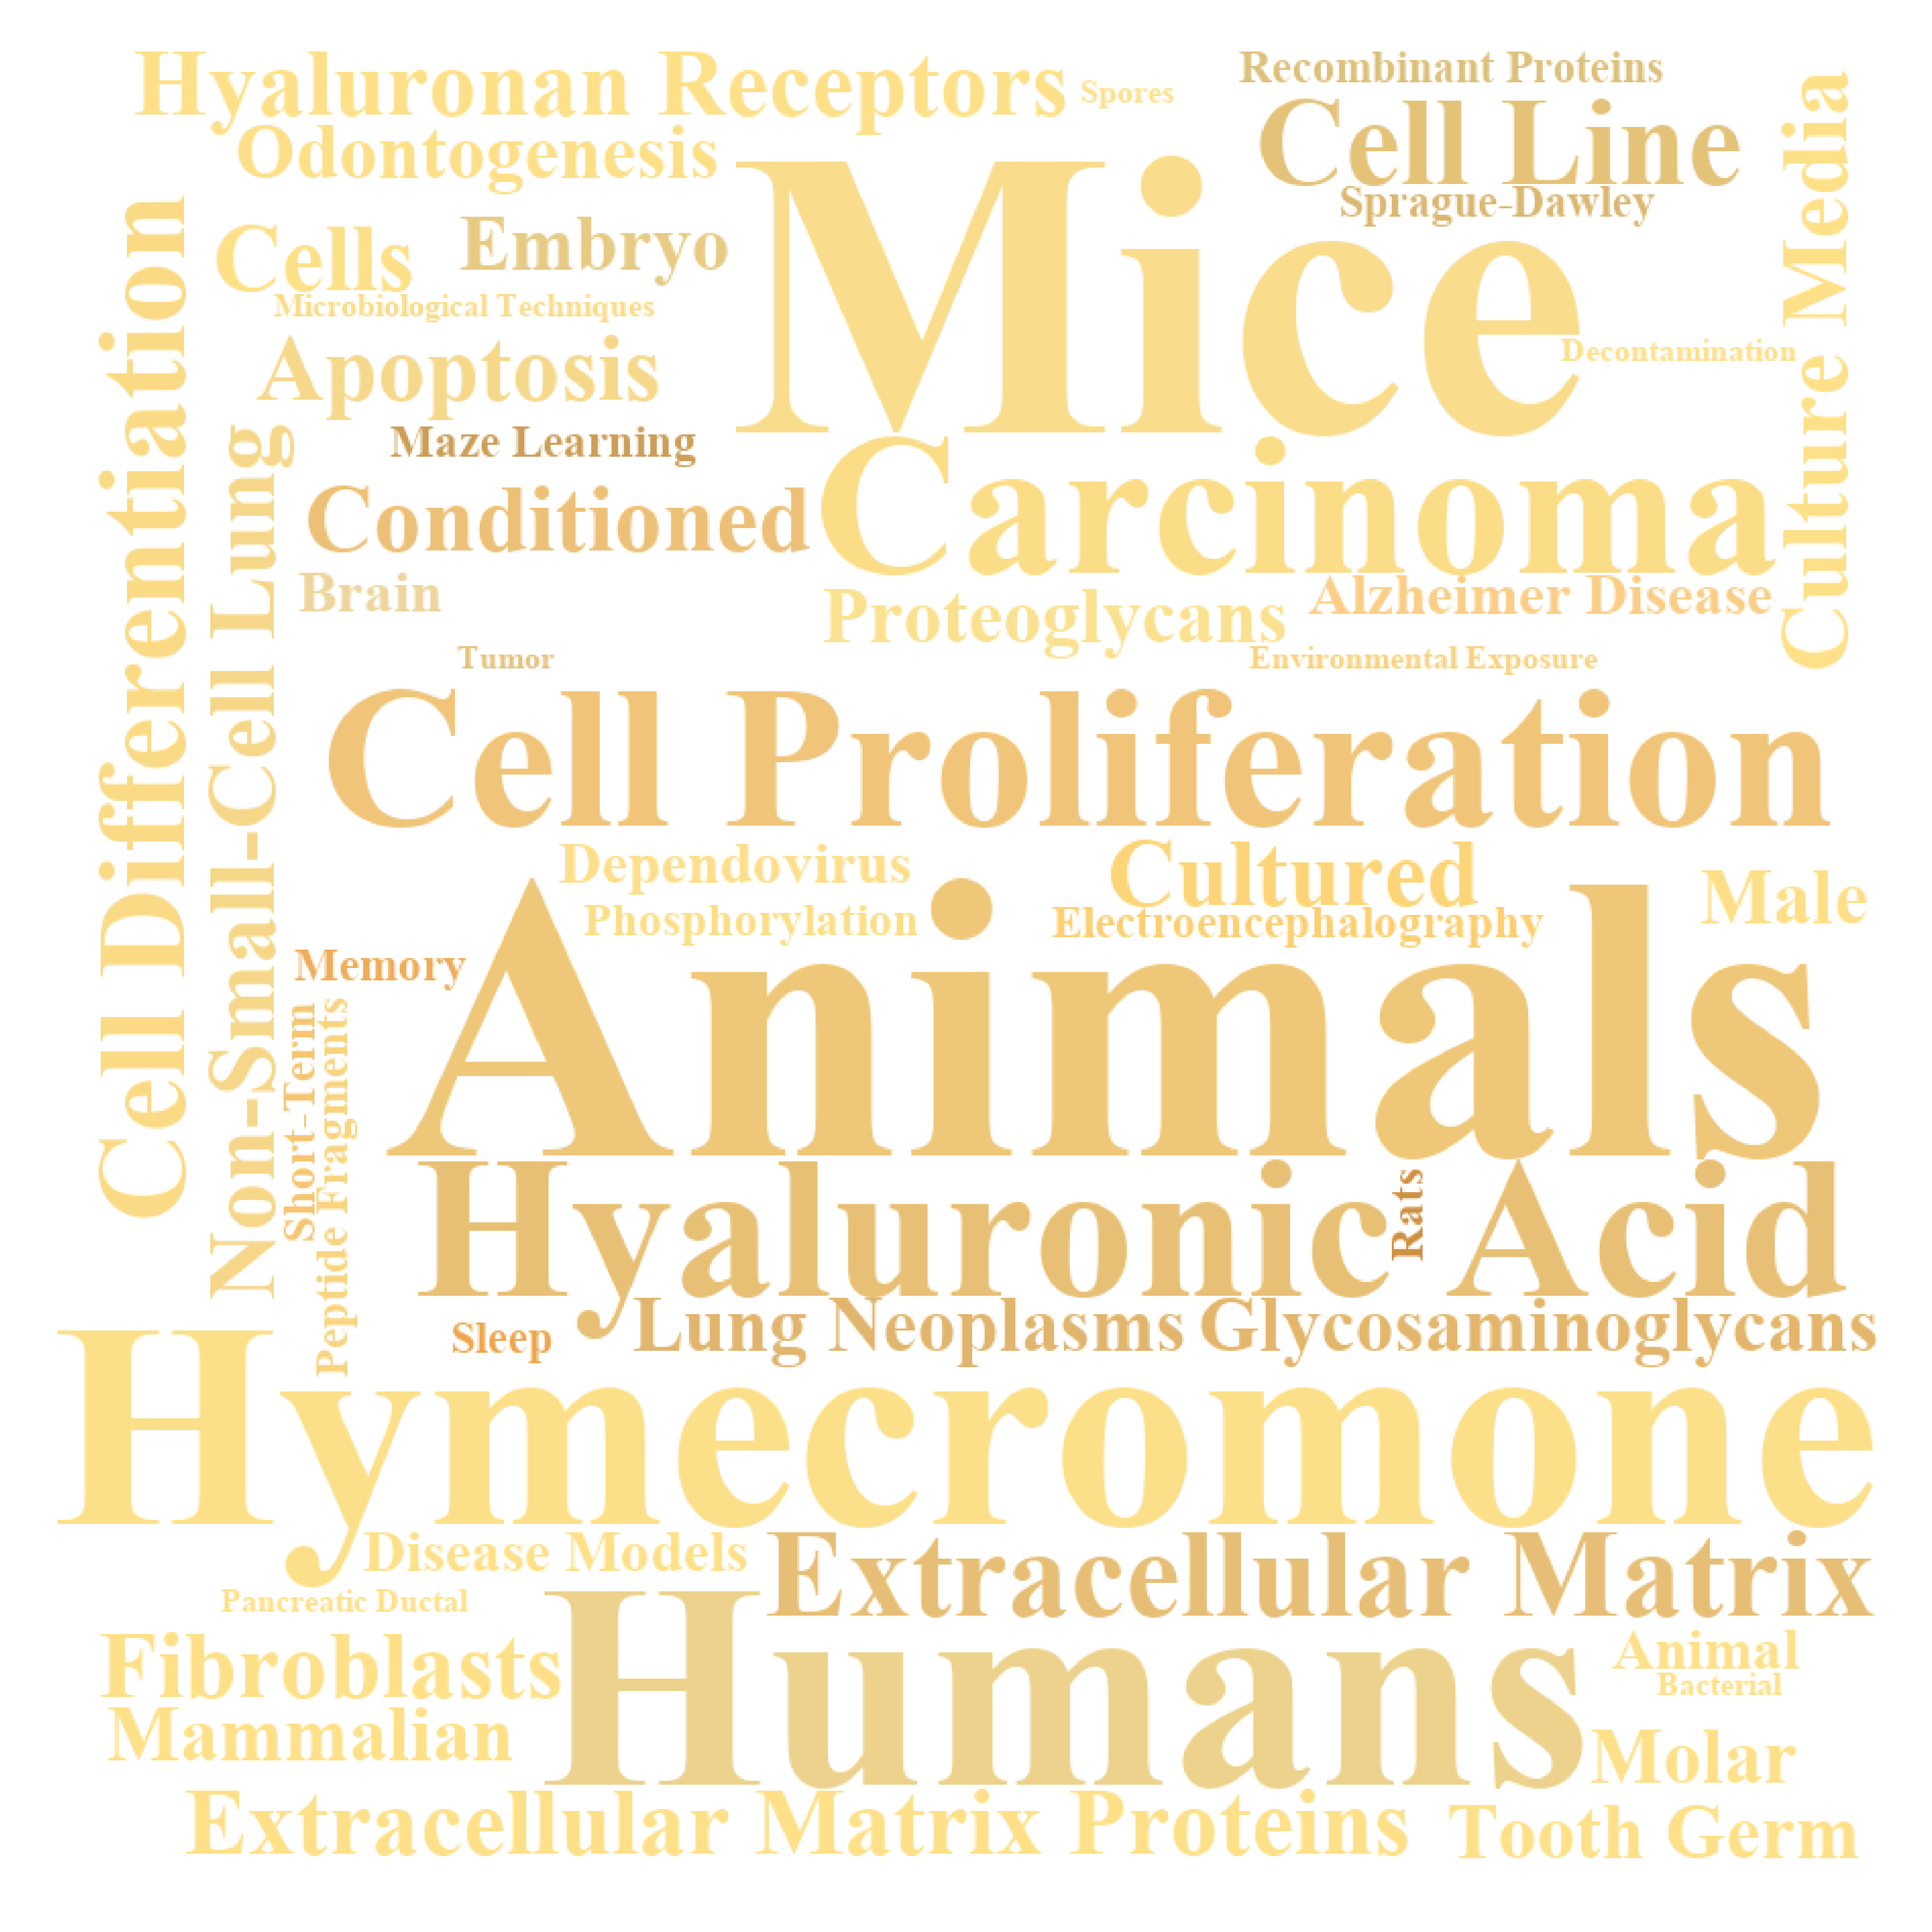 Hyaluronan Receptors
Spores
Recombinant Proteins
Cell Line
Odontogenesis
Sprague-Dawley
Culture Media
Mice
Cells
Embryo
Microbiological Techniques
Decontamination
Apoptosis
Maze Learning
Carcinoma
Conditioned
Cell Differentiation
Non-Small-Cell Lung
Brain
Proteoglycans
Alzheimer Disease
Tumor
Environmental Exposure
Cell Proliferation
Dependovirus
Cultured
Male
Phosphorylation
Electroencephalography
Memory
Animals
Short-Term
Peptide Fragments
Hyaluronic Acid
Rats
Sleep
Lung Neoplasms
Glycosaminoglycans
Hymecromone
Disease Models
Extracellular Matrix
Pancreatic Ductal
Humans
Fibroblasts
Animal
Bacterial
Mammalian
Molar
Extracellular Matrix Proteins
Tooth Germ